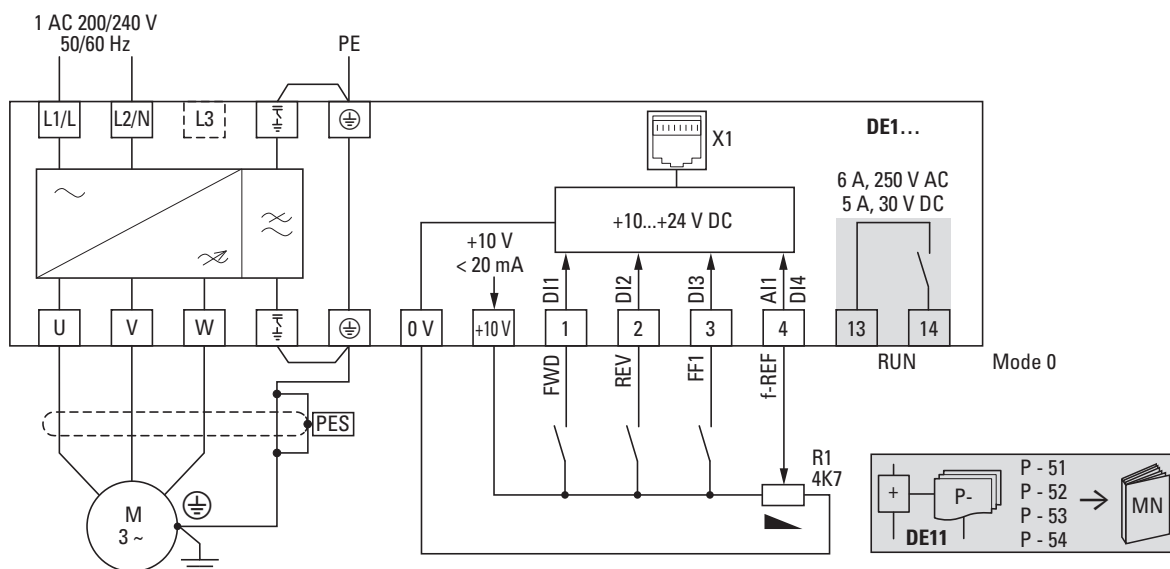 1 AC 200/240 V
50/60 Hz
PE
L1/L
L2/N
L3
X1
DE1...
6 A, 250 V AC
5 A, 30 V DC
+10...+24 V DC
+10 V
< 20 mA
DI1
DI2
DI3
AI1
DI4
U
V
W
0 V
+10 V
1
2
3
4
13
14
FWD
REV
FF1
f-REF
RUN
Mode 0
PES
R1
4K7
M
3 ~
+
P-
DE11
P - 51
P - 52
P - 53
P - 54
MN